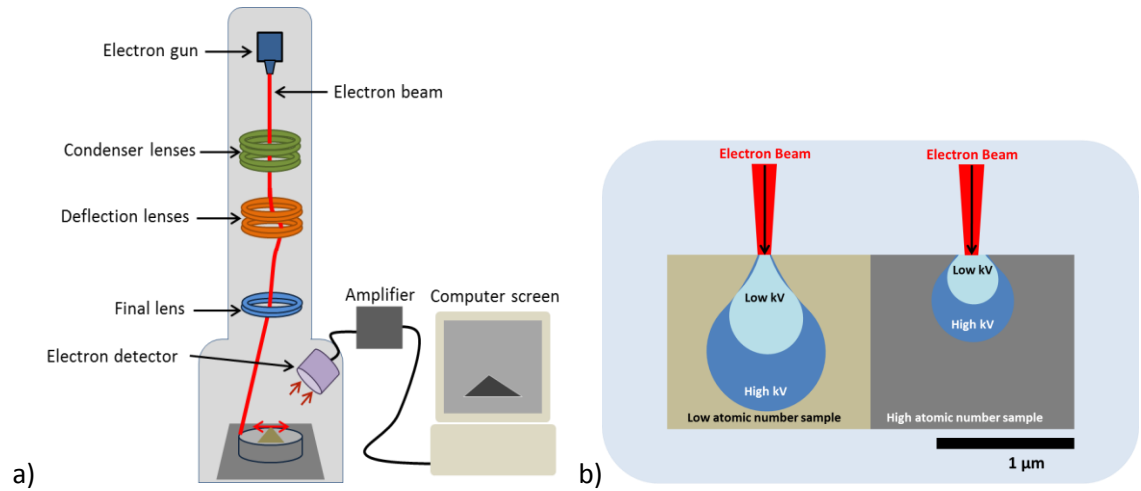 Electron gun
Electron beam
Condenser lenses
Deflection lenses
Final lens
Amplifier
Computer screen
Electron detector
a)
Electron Beam
Electron Beam
Low kV
High kV
Low atomic number sample
Low kV
High kV
High atomic number sample
1 µm
b)